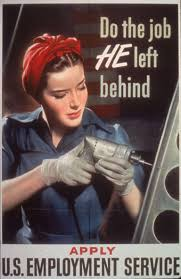 Do the job
HE left
behind
APPLY
U.S. EMPLOYMENT SERVICE